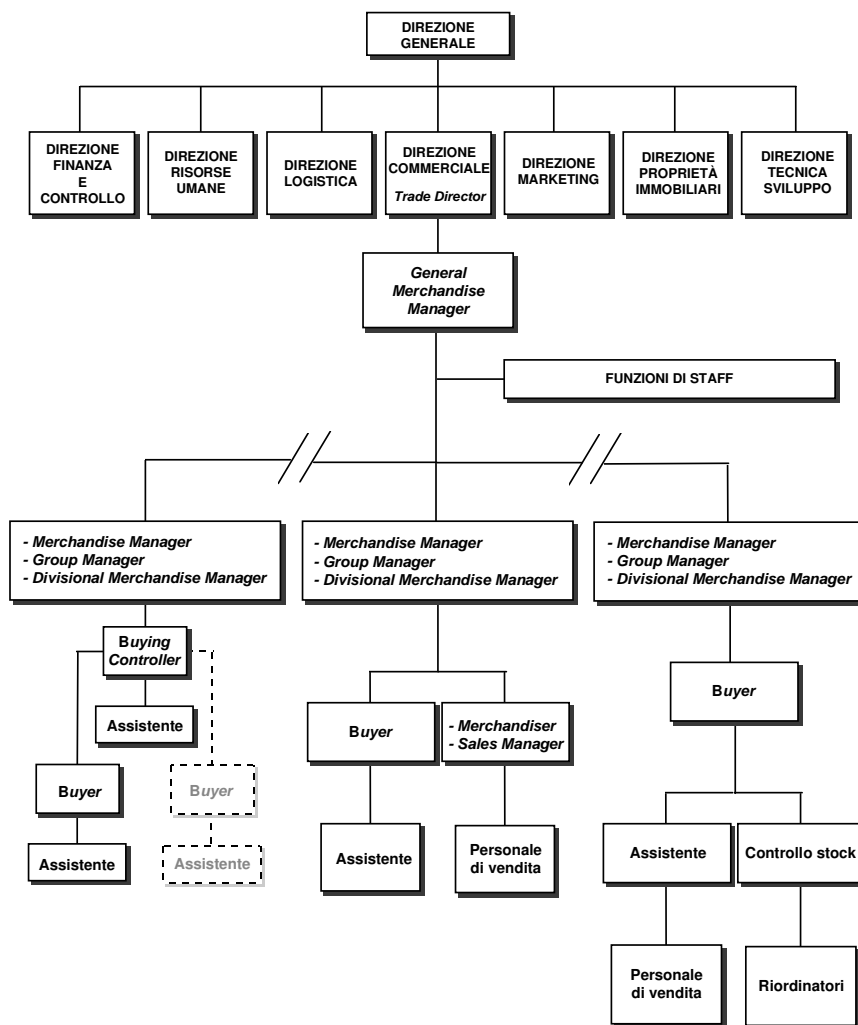 DIREZIONE
GENERALE
DIREZIONE
FINANZA
E
CONTROLLO
DIREZIONE
RISORSE
UMANE
DIREZIONE
LOGISTICA
DIREZIONE
COMMERCIALE
Trade Director
DIREZIONE
MARKETING
DIREZIONE
PROPRIETÀ
IMMOBILIARI
DIREZIONE
TECNICA
SVILUPPO
General
Merchandise
Manager
FUNZIONI DI STAFF
- Merchandise Manager
- Group Manager
- Divisional Merchandise Manager
- Merchandise Manager
- Group Manager
- Divisional Merchandise Manager
- Merchandise Manager
- Group Manager
- Divisional Merchandise Manager
Buying
Controller
Assistente
Buyer
Assistente
Buyer
Assistente
Buyer
Assistente
- Merchandiser
- Sales Manager
Personale
di vendita
Buyer
Assistente
Personale
di vendita
Controllo stock
Riordinatori